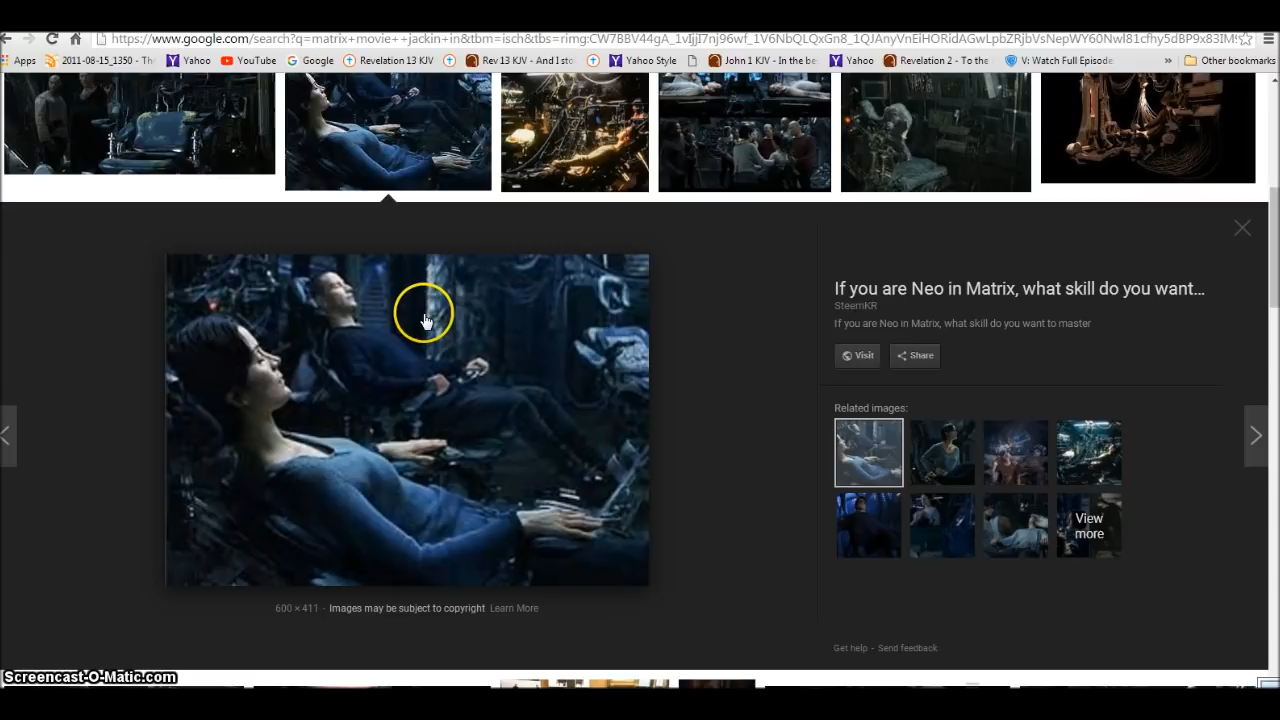 https://www.google.com/search?q=matrix+movie++jackin+in&tbm=isch&tbs=rimg:CW7BBV44gA_1vIjjI7nj96wf_1V6NbQLQxGn8_1QJAnyVnEiHORidAGwLpbZRjbVsNepWY60Nwl81cfhy5dBP9x83IMS
Apps 2011-08-15_1350 - Th Yahoo YouTube Google Revelation 13 KJV Rev 13 KJV - And I sto Yahoo Style John 1 KJV - In the be Yahoo Revelation 2 - To the V: Watch Full Episode » Other bookmarks
If you are Neo in Matrix, what skill do you want...
SteemKR
If you are Neo in Matrix, what skill do you want to master
Visit Share
Related images:
View
more
600 × 411 - Images may be subject to copyright Learn More
Get help - Send feedback
Screencast-O-Matic.com